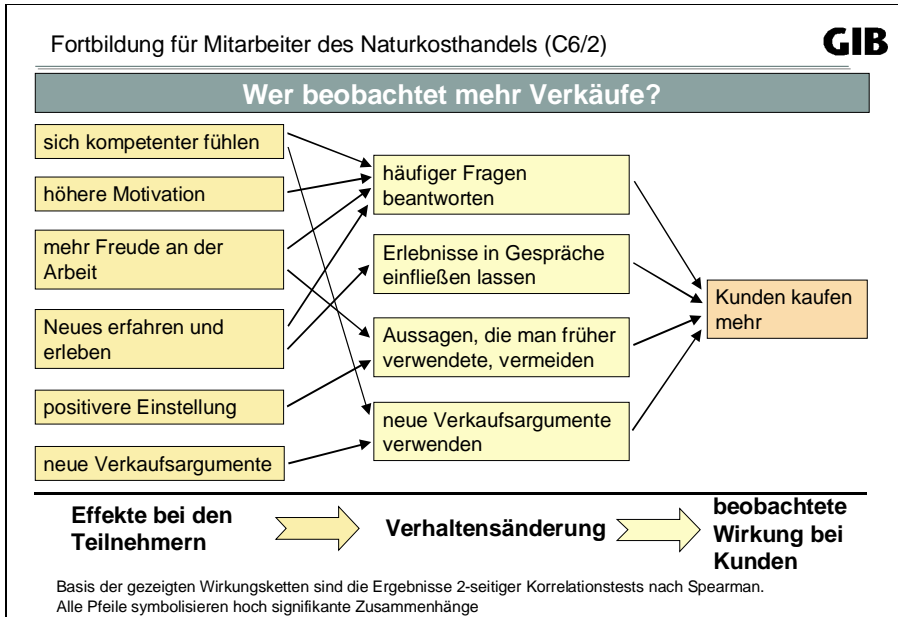 Fortbildung für Mitarbeiter des Naturkosthandels (C6/2)
GIB
Wer beobachtet mehr Verkäufe?
sich kompetenter fühlen
höhere Motivation
mehr Freude an der
Arbeit
Neues erfahren und
erleben
positivere Einstellung
neue Verkaufsargumente
häufiger Fragen
beantworten
Erlebnisse in Gespräche
einfließen lassen
Aussagen, die man früher
verwendete, vermeiden
neue Verkaufsargumente
verwenden
Kunden kaufen
mehr
Effekte bei den
Teilnehmern
Verhaltensänderung
beobachtete
Wirkung bei
Kunden
Basis der gezeigten Wirkungsketten sind die Ergebnisse 2-seitiger Korrelationstests nach Spearman.
Alle Pfeile symbolisieren hoch signifikante Zusammenhänge